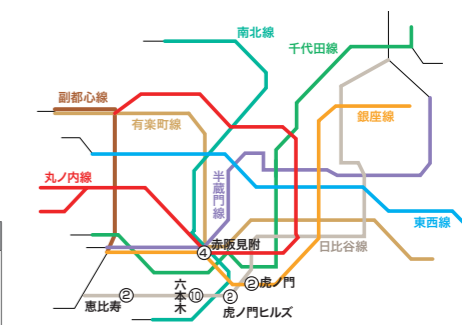 南北線
千代田線
副都心線
有楽町線
銀座線
丸ノ内線
半蔵門線
東西線
赤阪見附
④
日比谷線
六本木
②虎ノ門
恵比寿②
⑩
②
虎ノ門ヒルズ